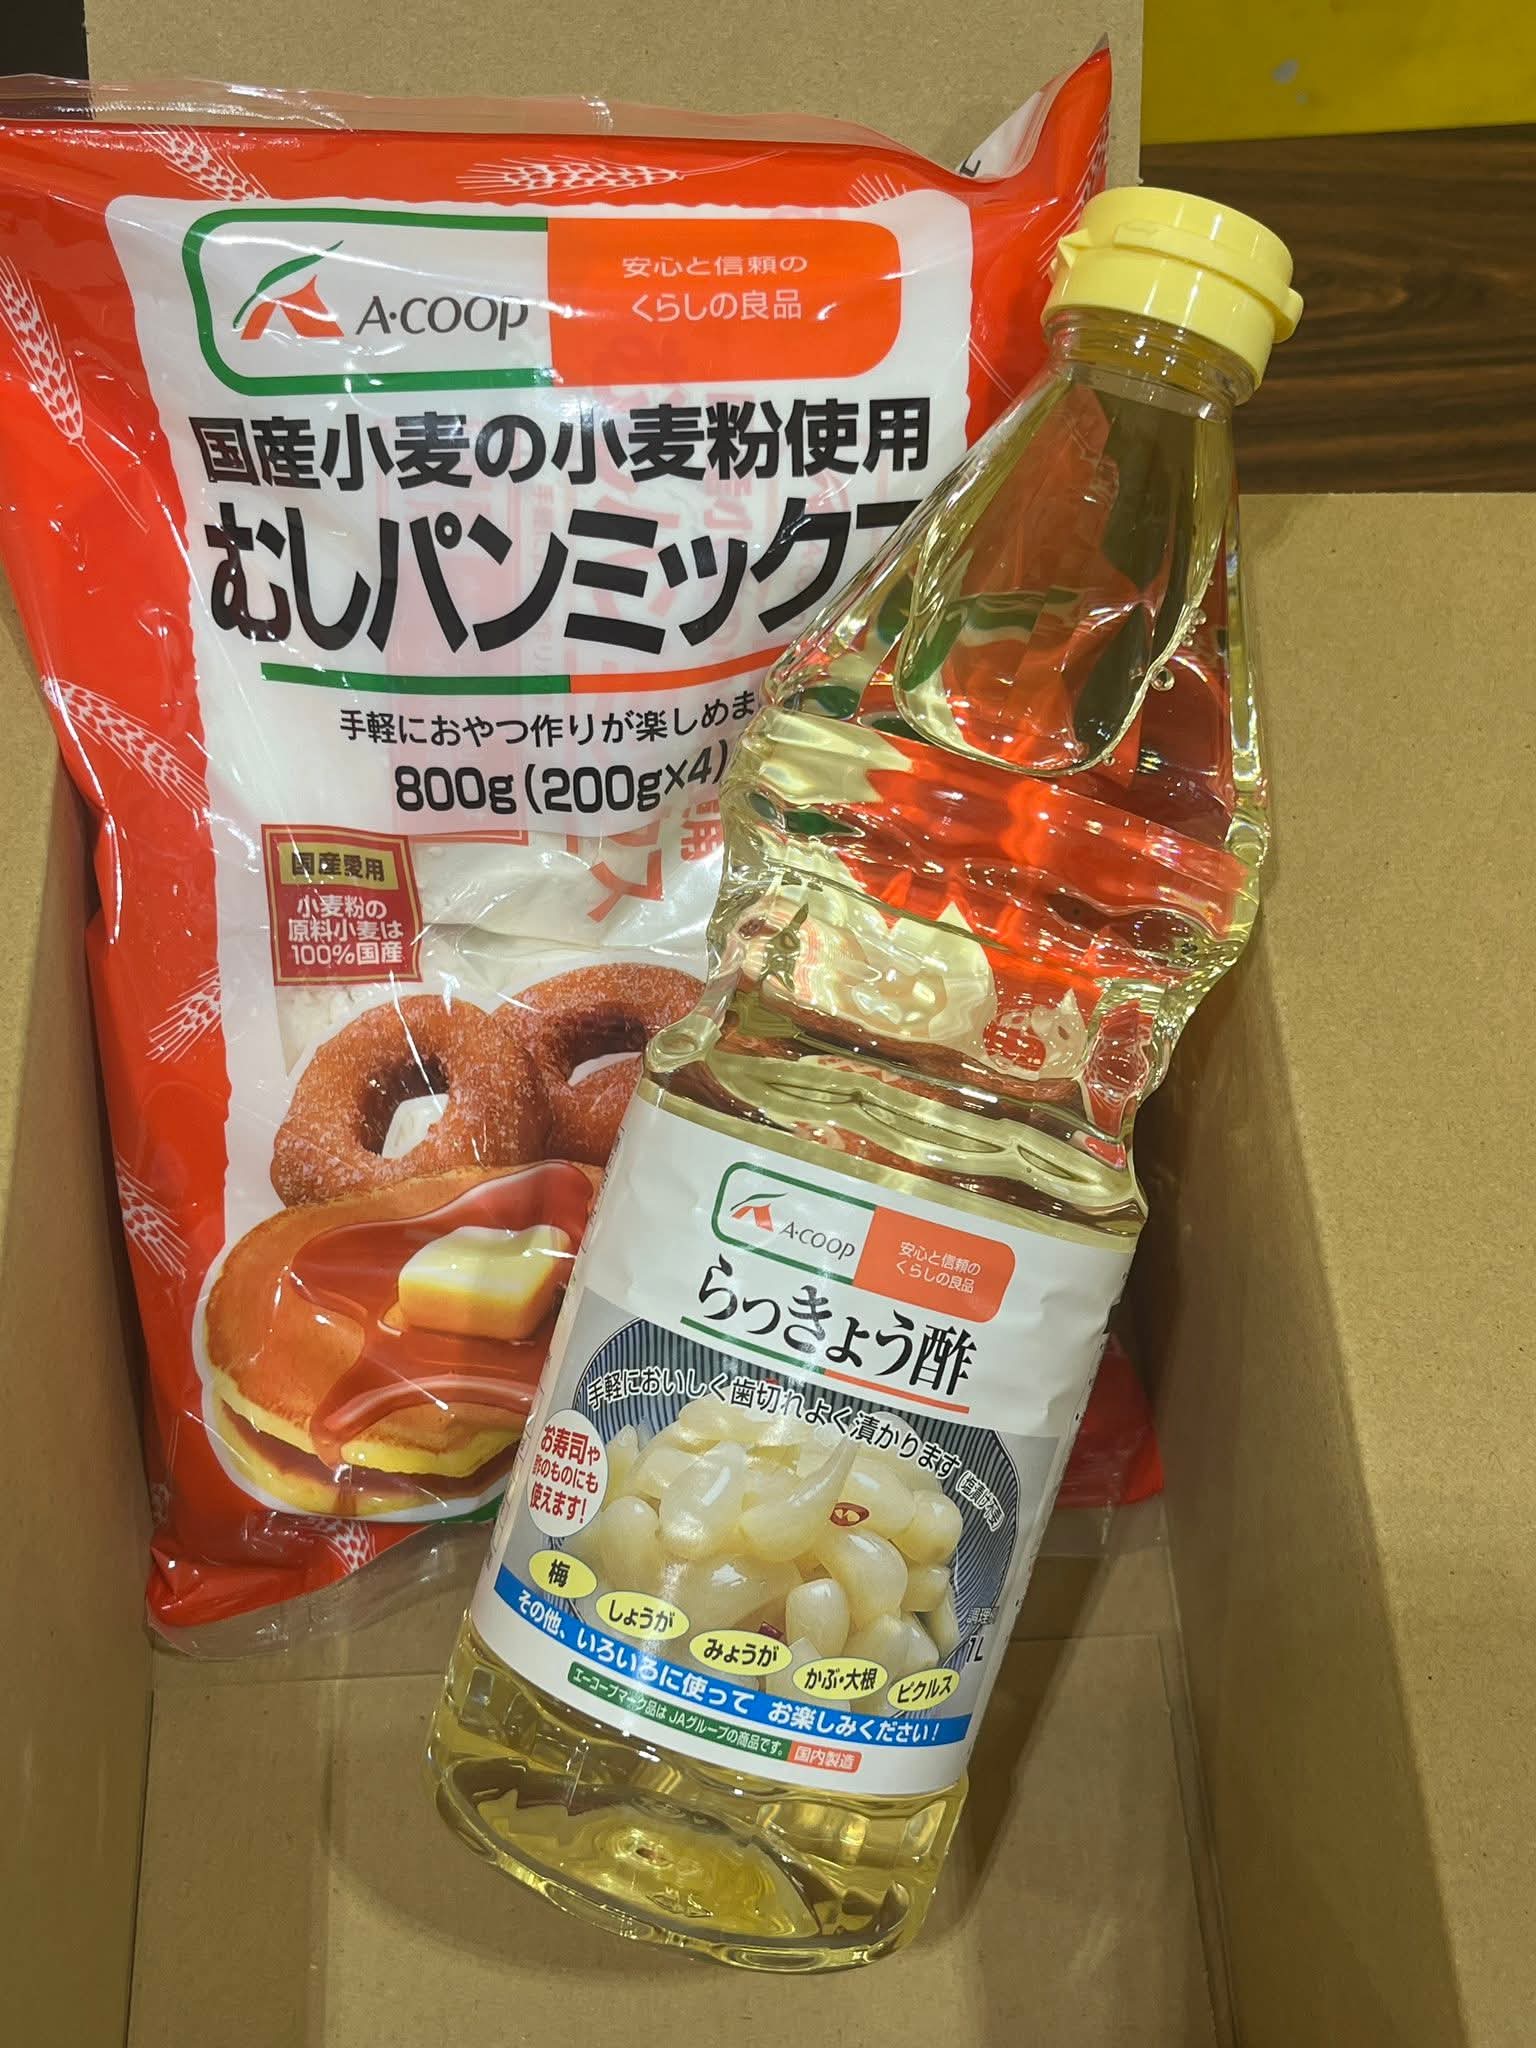 A·COOP
安心と信頼の
くらしの良品
国産小麦の小麦粉使用
むしパンミックス
手軽におやつ作りが楽しめま
800g(200g×4)
国産愛用
小麦粉の
原料小麦は
100%国産
A·COOP
安心と信頼の
くらしの良品
らっきょう酢
手軽においしく歯切れよく漬かります(塩漬け不要)
お寿司や
酢のものにも
使えます!
梅
しょうが
みょうが
かぶ・大根
ピクルス
1L
その他、いろいろに使って お楽しみください!
エーコープマーク品は JAグループの商品です。
国内製造